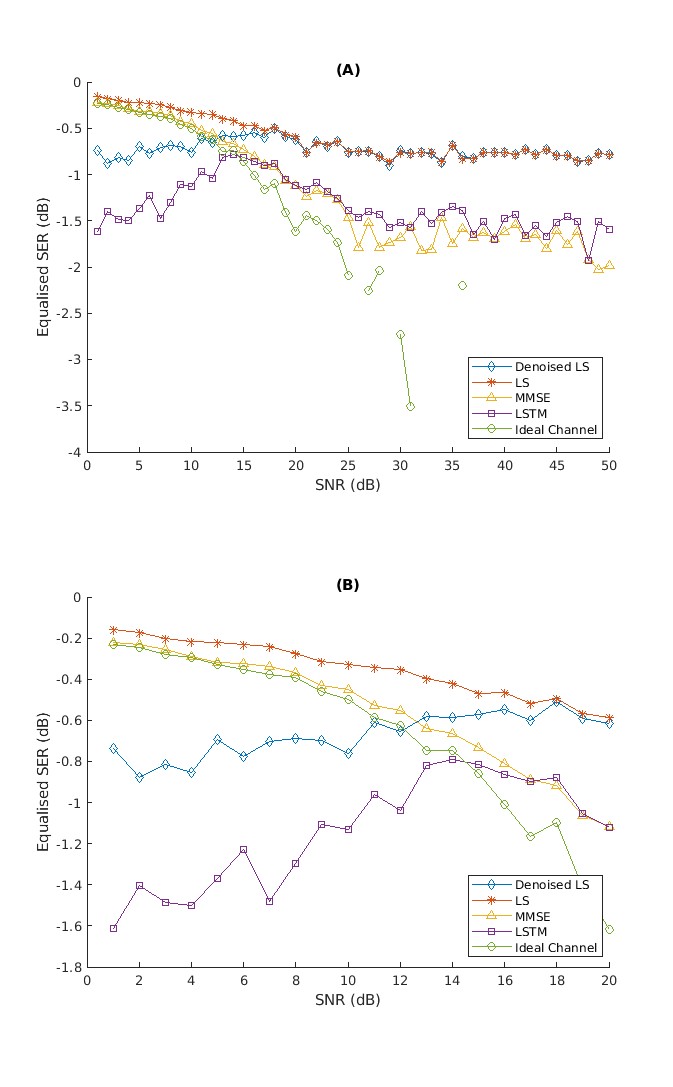 (A)
0
-0.5
-1
-1.5
-2
-2.5
-3
-3.5
-4
Equalised SER (dB)
Denoised LS
LS
MMSE
LSTM
Ideal Channel
0 5 10 15 20 25 30 35 40 45 50
SNR (dB)
(B)
0
-0.2
-0.4
-0.6
-0.8
-1
-1.2
-1.4
-1.6
-1.8
Equalised SER (dB)
Denoised LS
LS
MMSE
LSTM
Ideal Channel
0 2 4 6 8 10 12 14 16 18 20
SNR (dB)